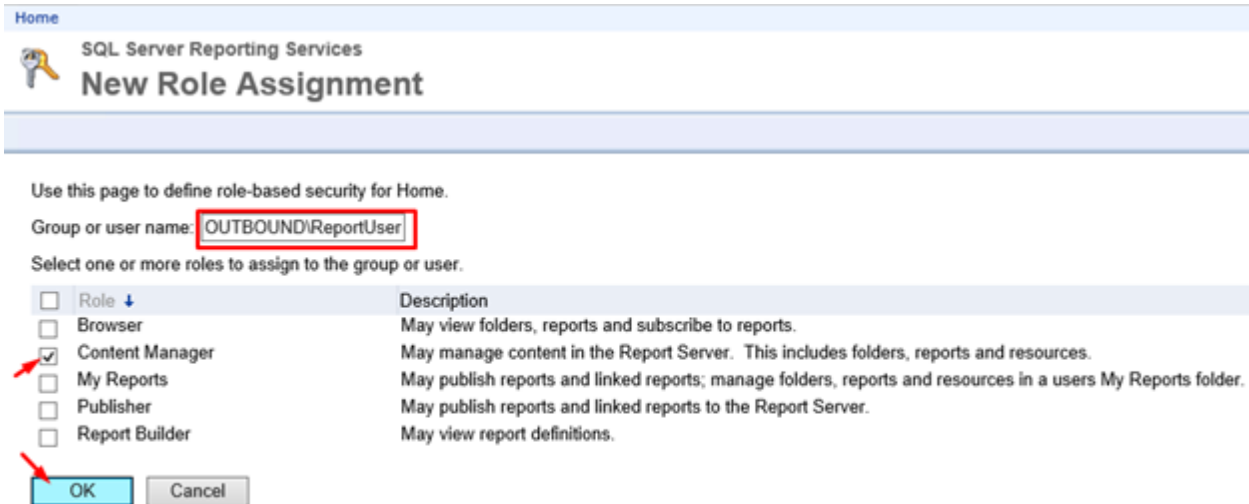 Home
SQL Server Reporting Services
New Role Assignment
Use this page to define role-based security for Home.
Group or user name: OUTBOUND\ReportUser
Select one or more roles to assign to the group or user.
Role Description
Browser May view folders, reports and subscribe to reports.
Content Manager May manage content in the Report Server. This includes folders, reports and resources.
My Reports May publish reports and linked reports; manage folders, reports and resources in a users My Reports folder.
Publisher May publish reports and linked reports to the Report Server.
Report Builder May view report definitions.
OK Cancel